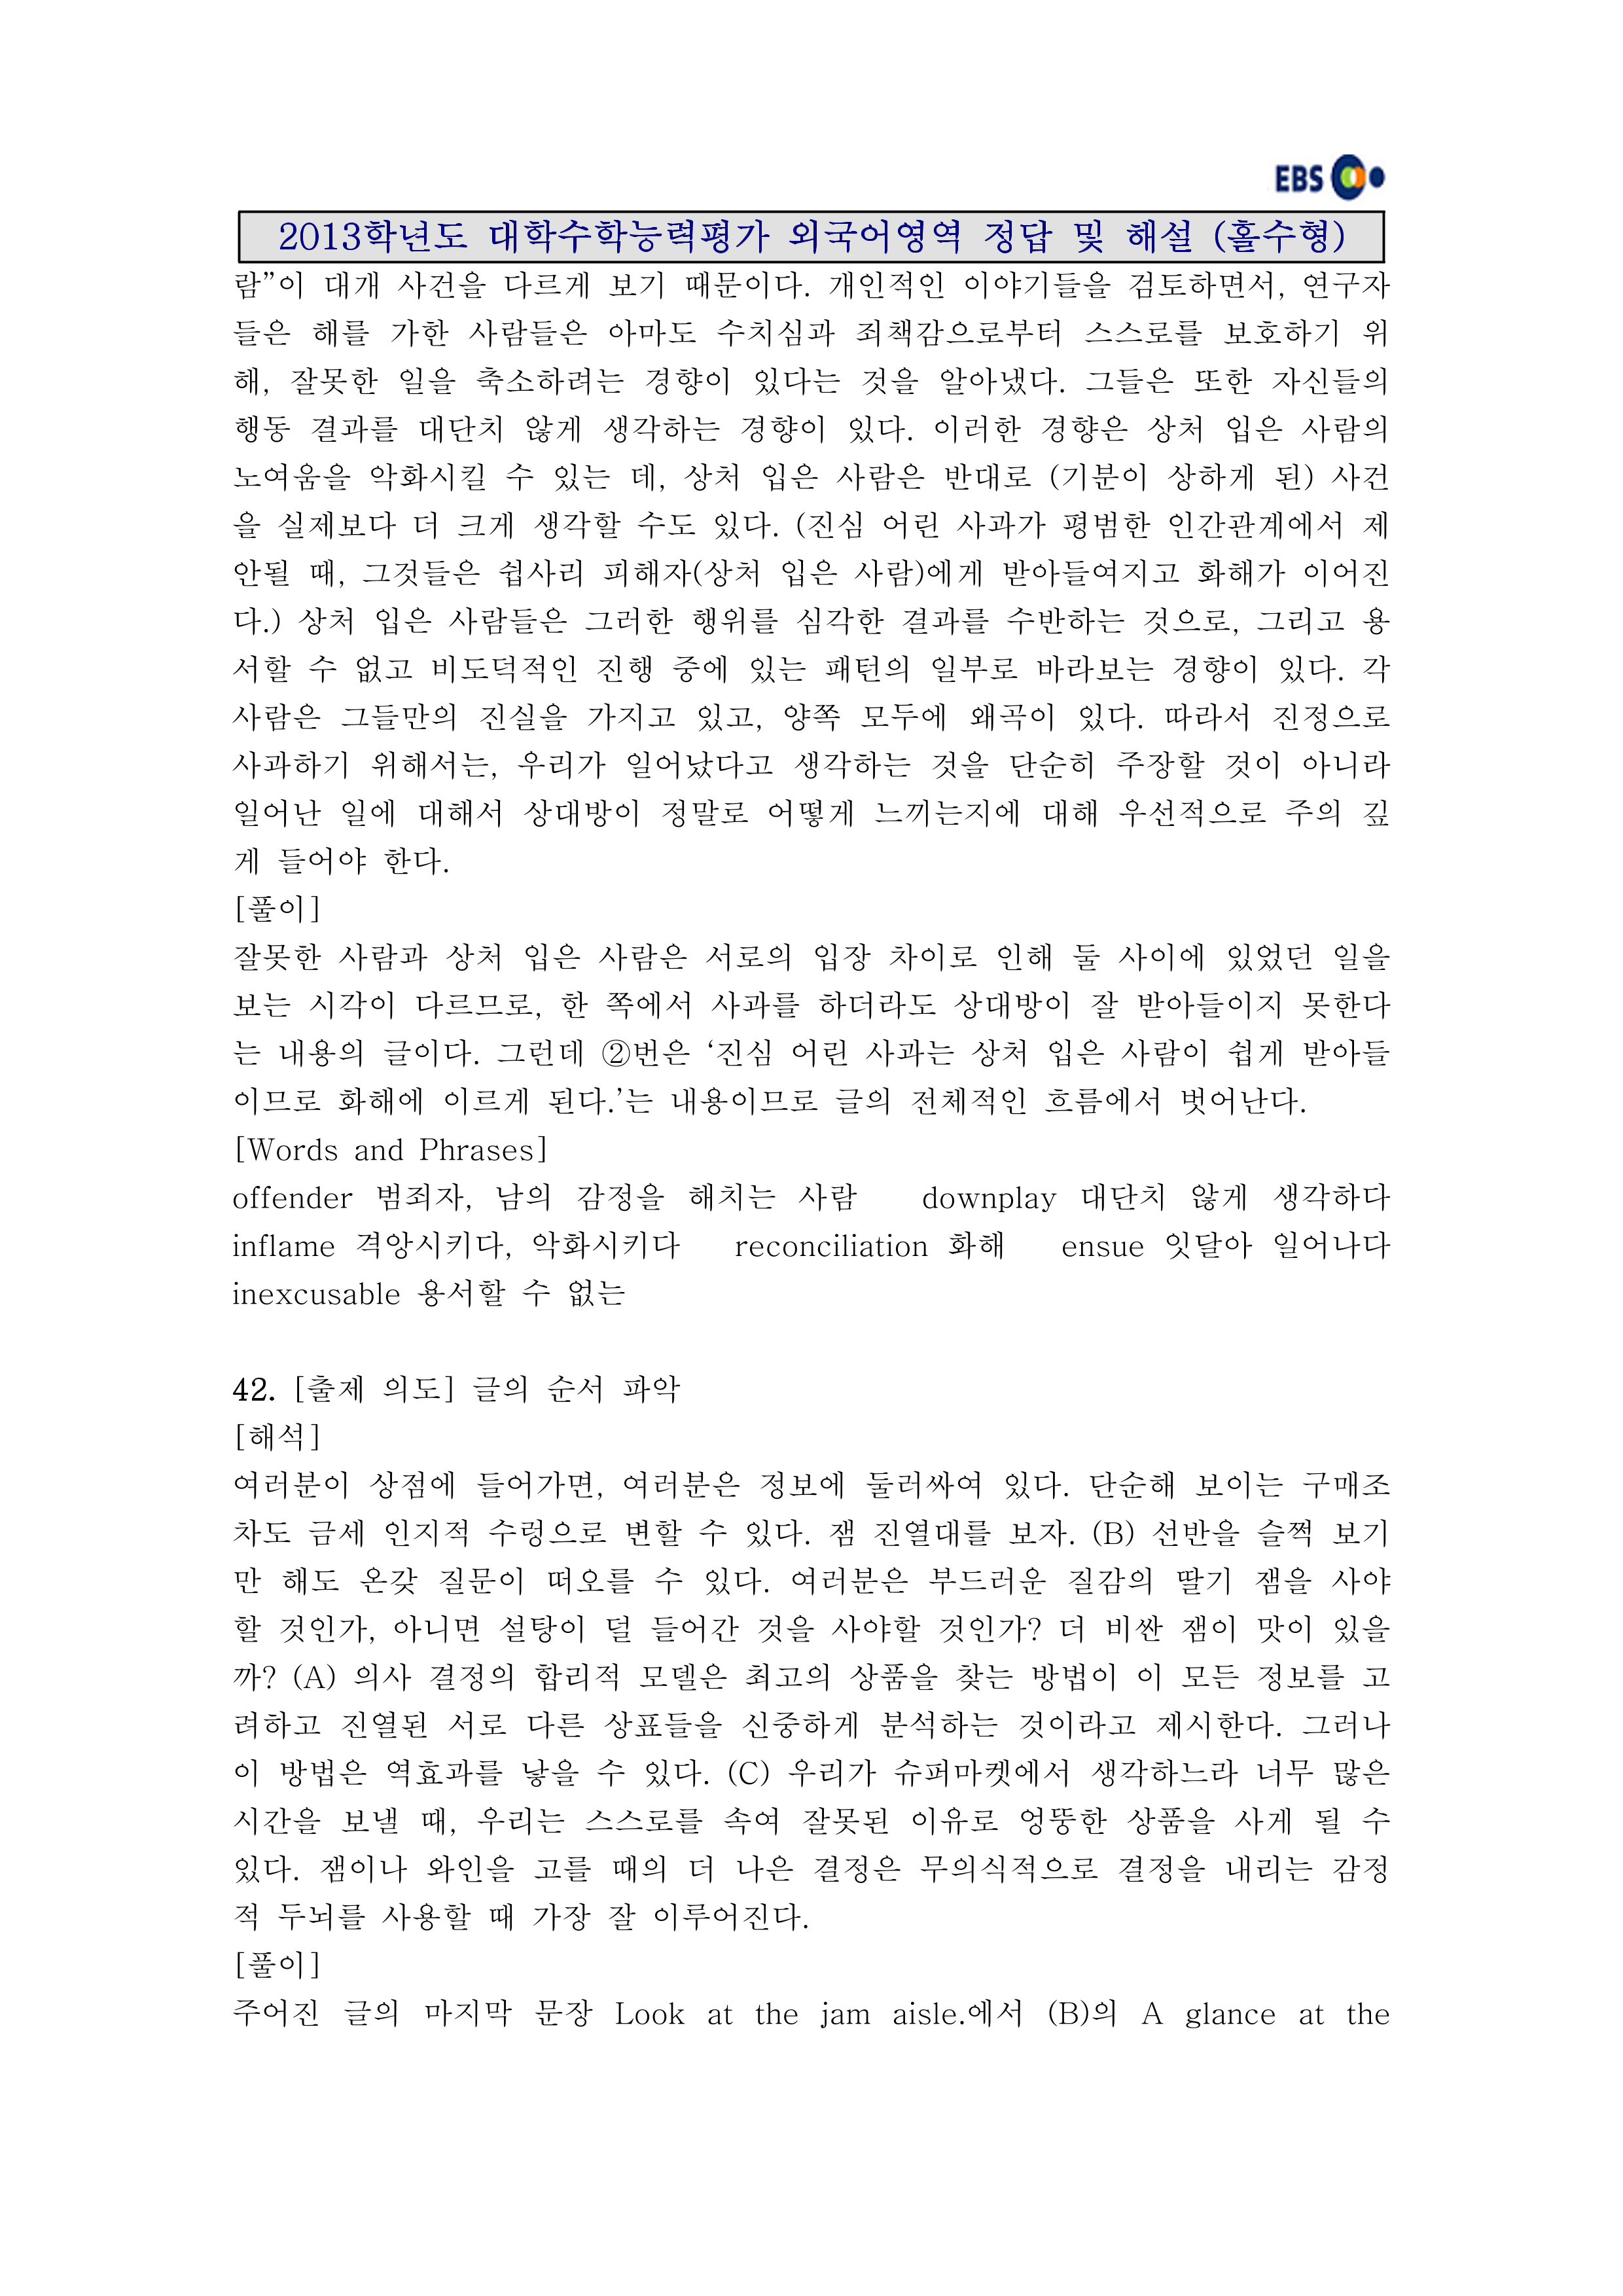 EBS
2013학년도 대학수학능력평가 외국어영역 정답 및 해설 (홀수형)
람”이 대개 사건을 다르게 보기 때문이다. 개인적인 이야기들을 검토하면서, 연구자
들은 해를 가한 사람들은 아마도 수치심과 죄책감으로부터 스스로를 보호하기 위
해, 잘못한 일을 축소하려는 경향이 있다는 것을 알아냈다. 그들은 또한 자신들의
행동 결과를 대단치 않게 생각하는 경향이 있다. 이러한 경향은 상처 입은 사람의
노여움을 악화시킬 수 있는 데, 상처 입은 사람은 반대로 (기분이 상하게 된) 사건
을 실제보다 더 크게 생각할 수도 있다. (진심 어린 사과가 평범한 인간관계에서 제
안될 때, 그것들은 쉽사리 피해자(상처 입은 사람)에게 받아들여지고 화해가 이어진
다.) 상처 입은 사람들은 그러한 행위를 심각한 결과를 수반하는 것으로, 그리고 용
서할 수 없고 비도덕적인 진행 중에 있는 패턴의 일부로 바라보는 경향이 있다. 각
사람은 그들만의 진실을 가지고 있고, 양쪽 모두에 왜곡이 있다. 따라서 진정으로
사과하기 위해서는, 우리가 일어났다고 생각하는 것을 단순히 주장할 것이 아니라
일어난 일에 대해서 상대방이 정말로 어떻게 느끼는지에 대해 우선적으로 주의 깊
게 들어야 한다.
[풀이]
잘못한 사람과 상처 입은 사람은 서로의 입장 차이로 인해 둘 사이에 있었던 일을
보는 시각이 다르므로, 한 쪽에서 사과를 하더라도 상대방이 잘 받아들이지 못한다
는 내용의 글이다. 그런데 ②번은 ‘진심 어린 사과는 상처 입은 사람이 쉽게 받아들
이므로 화해에 이르게 된다.’는 내용이므로 글의 전체적인 흐름에서 벗어난다.
[Words and Phrases]
offender 범죄자, 남의 감정을 해치는 사람 downplay 대단치 않게 생각하다
inflame 격앙시키다, 악화시키다 reconciliation 화해 ensue 잇달아 일어나다
inexcusable 용서할 수 없는
42. [출제 의도] 글의 순서 파악
[해석]
여러분이 상점에 들어가면, 여러분은 정보에 둘러싸여 있다. 단순해 보이는 구매조
차도 금세 인지적 수렁으로 변할 수 있다. 잼 진열대를 보자. (B) 선반을 슬쩍 보기
만 해도 온갖 질문이 떠오를 수 있다. 여러분은 부드러운 질감의 딸기 잼을 사야
할 것인가, 아니면 설탕이 덜 들어간 것을 사야할 것인가? 더 비싼 잼이 맛이 있을
까? (A) 의사 결정의 합리적 모델은 최고의 상품을 찾는 방법이 이 모든 정보를 고
려하고 진열된 서로 다른 상표들을 신중하게 분석하는 것이라고 제시한다. 그러나
이 방법은 역효과를 낳을 수 있다. (C) 우리가 슈퍼마켓에서 생각하느라 너무 많은
시간을 보낼 때, 우리는 스스로를 속여 잘못된 이유로 엉뚱한 상품을 사게 될 수
있다. 잼이나 와인을 고를 때의 더 나은 결정은 무의식적으로 결정을 내리는 감정
적 두뇌를 사용할 때 가장 잘 이루어진다.
[풀이]
주어진 글의 마지막 문장 Look at the jam aisle.에서 (B)의 A glance at the